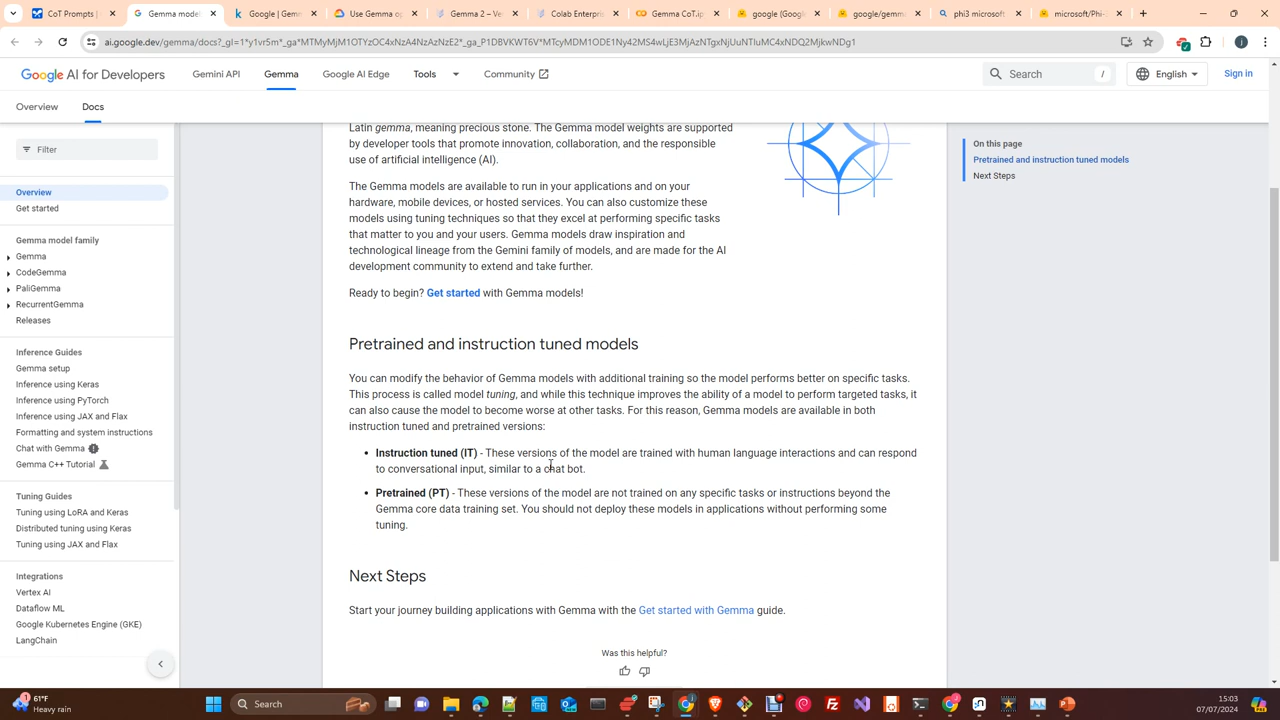 CoT Prompts
Gemma model
Google | Gemm
Use Gemma op
Gemma 2 – Ve
Colab Enterpris
Gemma CoT.ip
google (Googl
google/gemm
phi3 microsoft
microsoft/Phi-
Google AI for Developers
Gemini API
Gemma
Google AI Edge
Tools
Community
Search
/
English
Sign in
Overview
Docs
Filter
Overview
Get started
Gemma model family
Gemma
CodeGemma
PaliGemma
RecurrentGemma
Releases
Inference Guides
Gemma setup
Inference using Keras
Inference using PyTorch
Inference using JAX and Flax
Formatting and system instructions
Chat with Gemma
Gemma C++ Tutorial
Tuning Guides
Tuning using LoRA and Keras
Distributed tuning using Keras
Tuning using JAX and Flax
Integrations
Vertex AI
Dataflow ML
Google Kubernetes Engine (GKE)
LangChain
Latin gemma, meaning precious stone. The Gemma model weights are supported
by developer tools that promote innovation, collaboration, and the responsible
use of artificial intelligence (AI).
The Gemma models are available to run in your applications and on your
hardware, mobile devices, or hosted services. You can also customize these
models using tuning techniques so that they excel at performing specific tasks
that matter to you and your users. Gemma models draw inspiration and
technological lineage from the Gemini family of models, and are made for the AI
development community to extend and take further.
Ready to begin? Get started with Gemma models!
Pretrained and instruction tuned models
You can modify the behavior of Gemma models with additional training so the model performs better on specific tasks.
This process is called model tuning, and while this technique improves the ability of a model to perform targeted tasks, it
can also cause the model to become worse at other tasks. For this reason, Gemma models are available in both
instruction tuned and pretrained versions:
• Instruction tuned (IT) - These versions of the model are trained with human language interactions and can respond
to conversational input, similar to a chat bot.
• Pretrained (PT) - These versions of the model are not trained on any specific tasks or instructions beyond the
Gemma core data training set. You should not deploy these models in applications without performing some
tuning.
Next Steps
Start your journey building applications with Gemma with the Get started with Gemma guide.
Was this helpful?
On this page
Pretrained and instruction tuned models
Next Steps
1
61°F
Heavy rain
Search
15:03
07/07/2024